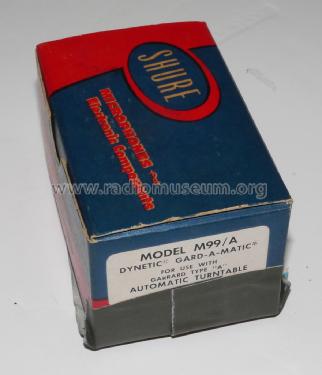 SHURE
MICROPHONES
Electronic Components
© www.radiomuseum.org
MODEL M99/A
DYNETIC® GARD-A-MATIC®
FOR USE WITH
GARRARD TYPE "A"
AUTOMATIC TURNTABLE